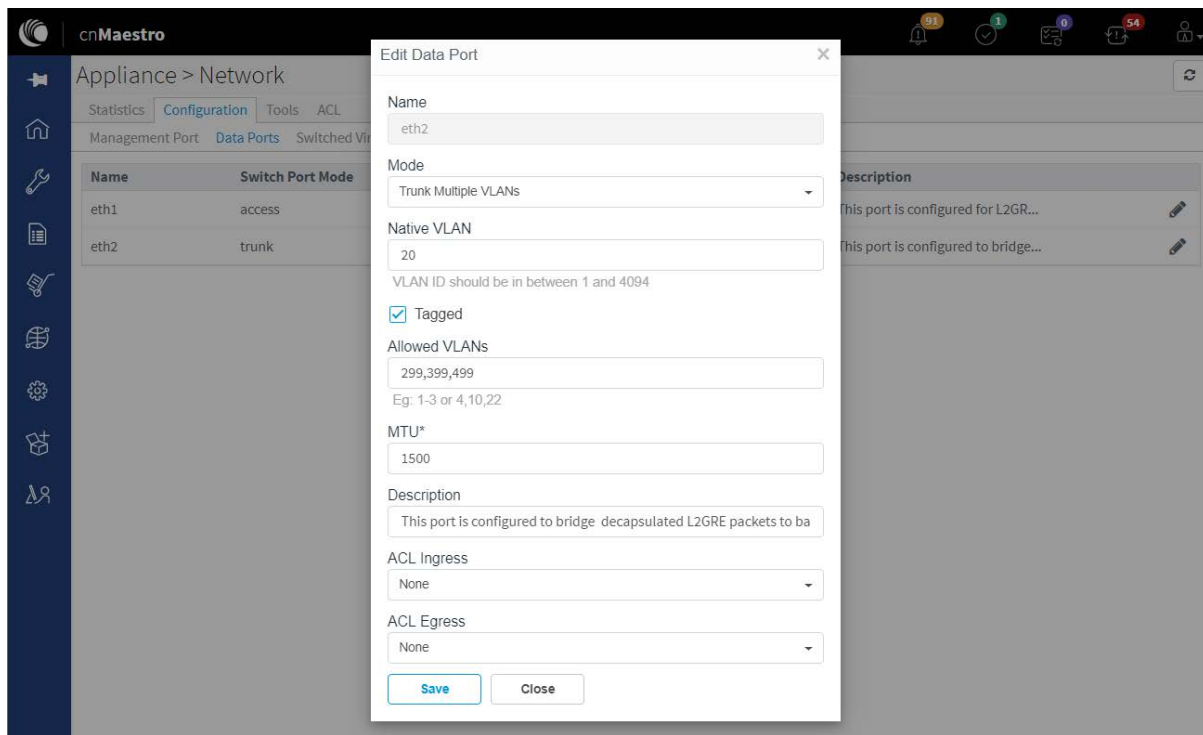 91
1
0
54
cnMaestro
Appliance > Network
Statistics Configuration Tools ACL
Management Port Data Ports Switched Vir
Name Switch Port Mode Description
eth1 access This port is configured for L2GR...
eth2 trunk This port is configured to bridge...
Edit Data Port
Name
eth2
Mode
Trunk Multiple VLANs
Native VLAN
20
VLAN ID should be in between 1 and 4094
Tagged
Allowed VLANs
299,399,499
Eg: 1-3 or 4,10,22
MTU*
1500
Description
This port is configured to bridge decapsulated L2GRE packets to ba
ACL Ingress
None
ACL Egress
None
Save Close